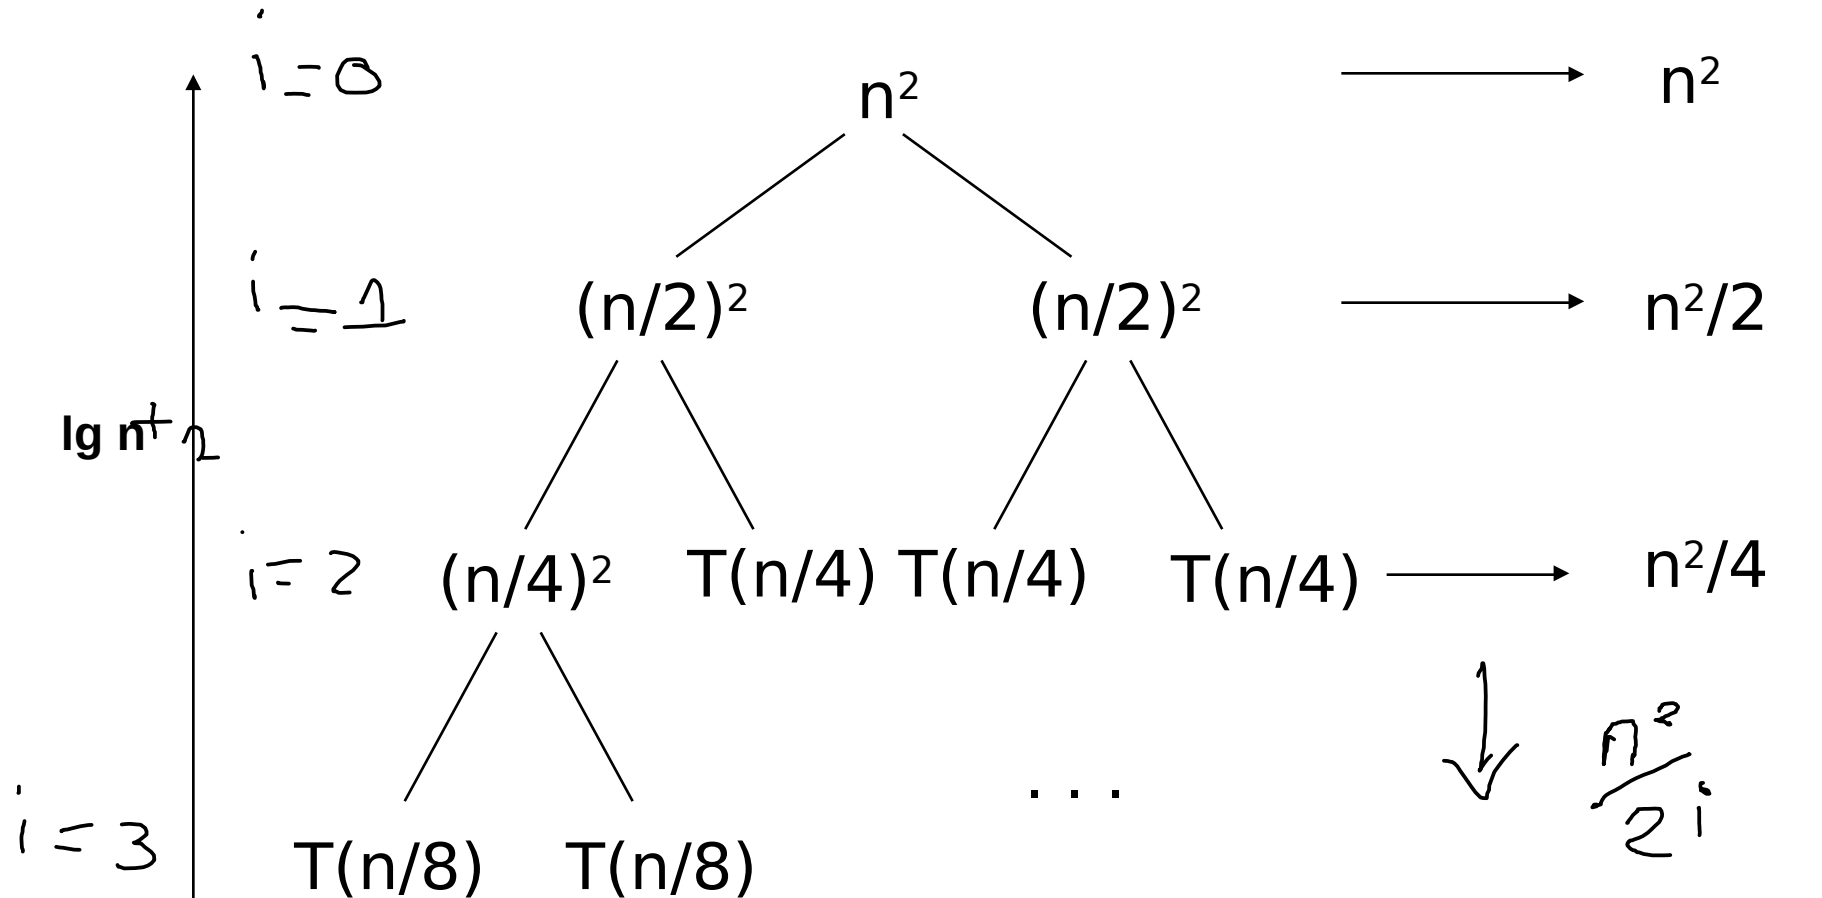 i = 0 n² n²
i = 1 (n/2)² (n/2)² n²/2
lg n + 2
i = 2 (n/4)² T(n/4) T(n/4) T(n/4) n²/4
n²/2i
. . .
i = 3 T(n/8) T(n/8)